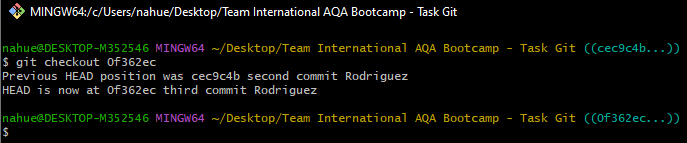 MINGW64:/c/Users/nahue/Desktop/Team International AQA Bootcamp - Task Git
nahue@DESKTOP-M352546 MINGW64 ~/Desktop/Team International AQA Bootcamp - Task Git ((cec9c4b...))
$ git checkout 0f362ec
Previous HEAD position was cec9c4b second commit Rodriguez
HEAD is now at 0f362ec third commit Rodriguez
nahue@DESKTOP-M352546 MINGW64 ~/Desktop/Team International AQA Bootcamp - Task Git ((0f362ec...))
$